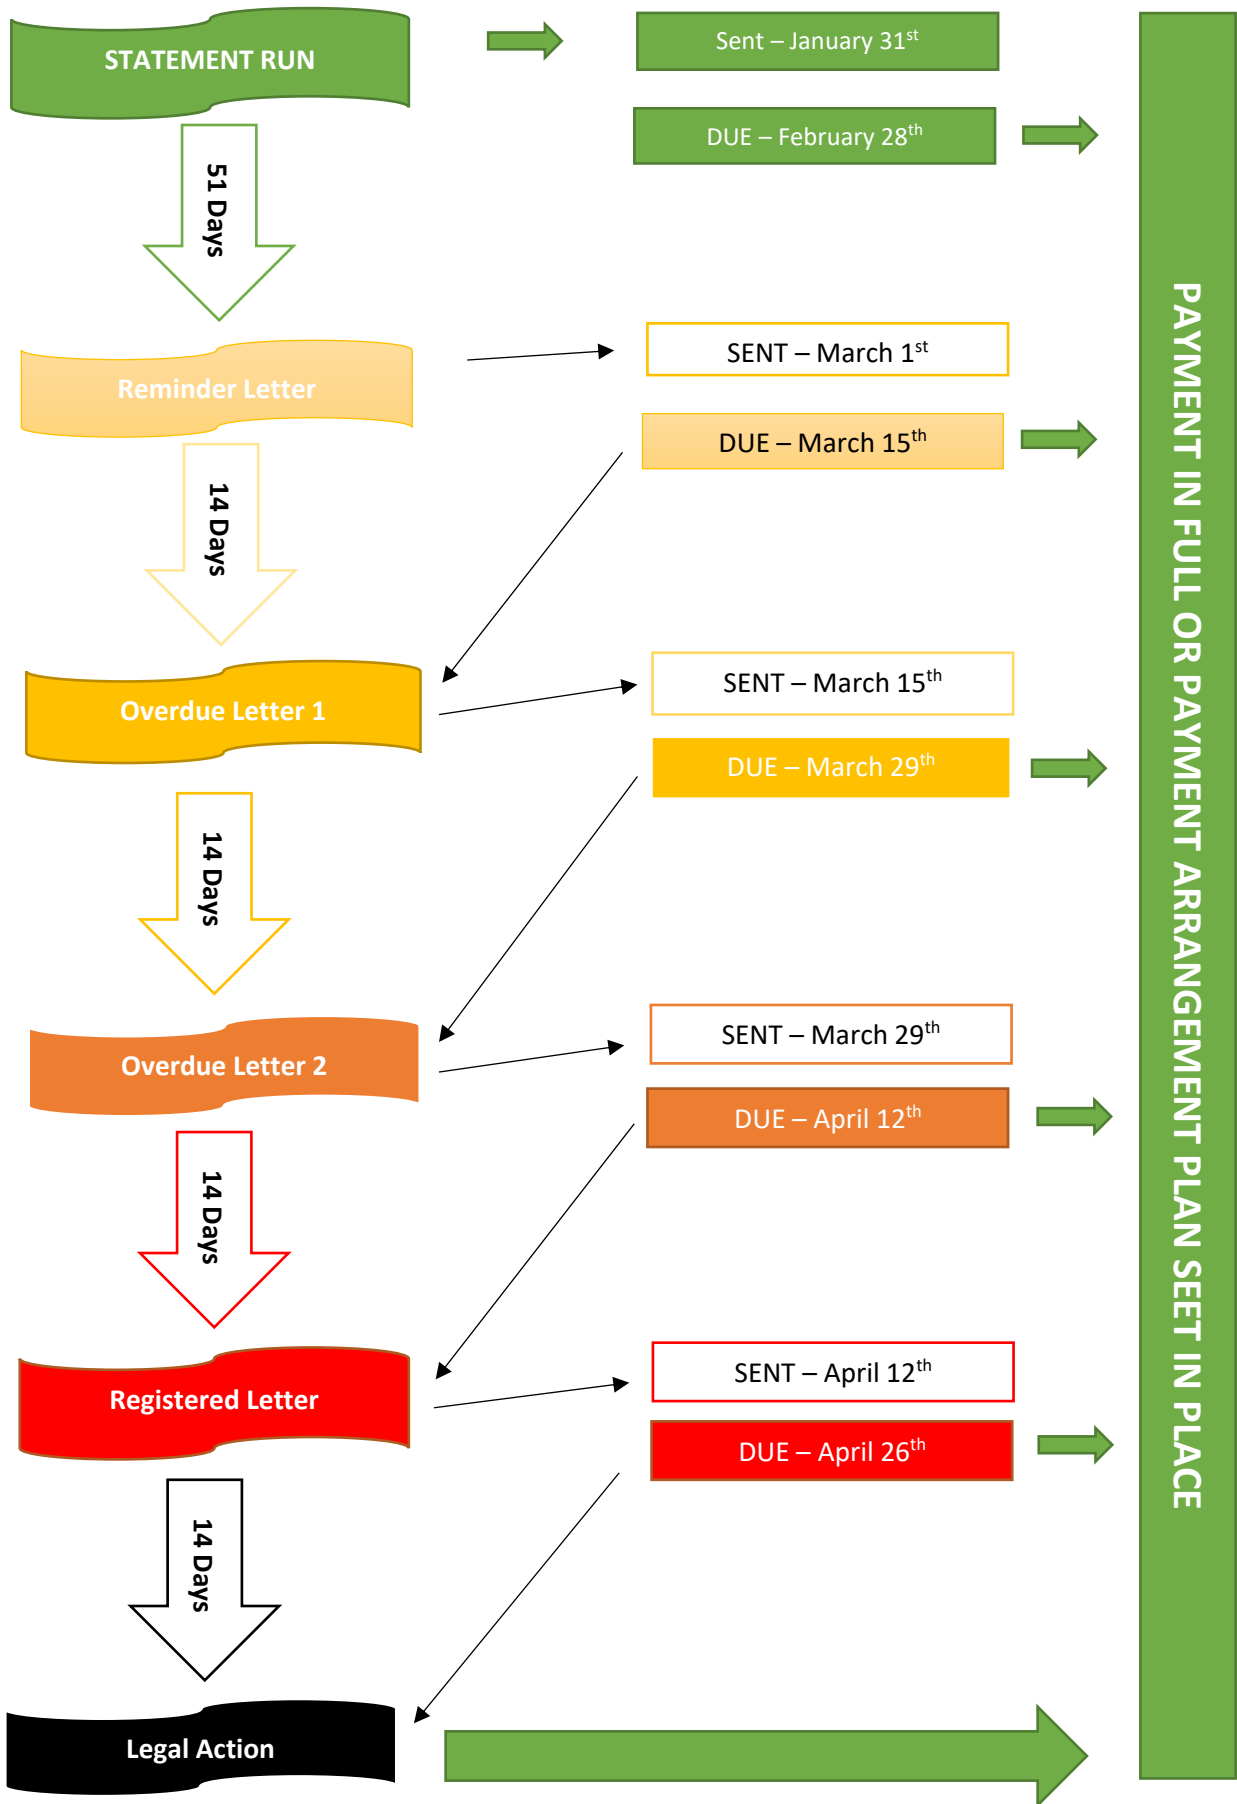 STATEMENT RUN
Sent – January 31st
DUE – February 28th
51 Days
Reminder Letter
SENT – March 1st
DUE – March 15th
14 Days
Overdue Letter 1
SENT – March 15th
DUE – March 29th
14 Days
Overdue Letter 2
SENT – March 29th
DUE – April 12th
14 Days
Registered Letter
SENT – April 12th
DUE – April 26th
14 Days
Legal Action
PAYMENT IN FULL OR PAYMENT ARRANGEMENT PLAN SEET IN PLACE